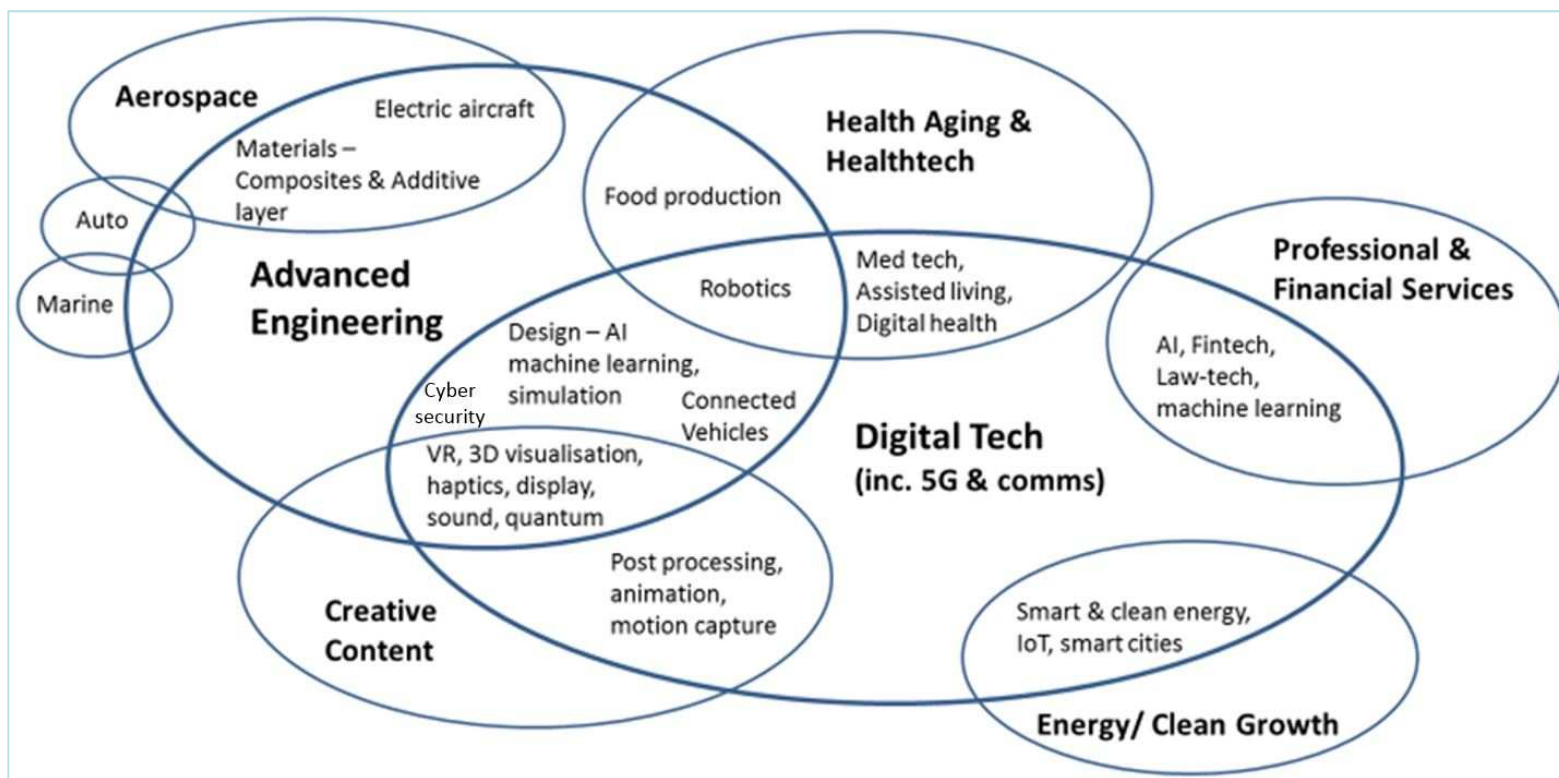 Aerospace
Electric aircraft
Materials –
Composites & Additive
layer
Auto
Marine
Advanced
Engineering
Health Aging &
Healthtech
Food production
Robotics
Med tech,
Assisted living,
Digital health
Professional &
Financial Services
AI, Fintech,
Law-tech,
machine learning
Design – AI
machine learning,
simulation
Cyber
security
Connected
Vehicles
Digital Tech
(inc. 5G & comms)
VR, 3D visualisation,
haptics, display,
sound, quantum
Post processing,
animation,
motion capture
Creative
Content
Smart & clean energy,
IoT, smart cities
Energy/ Clean Growth